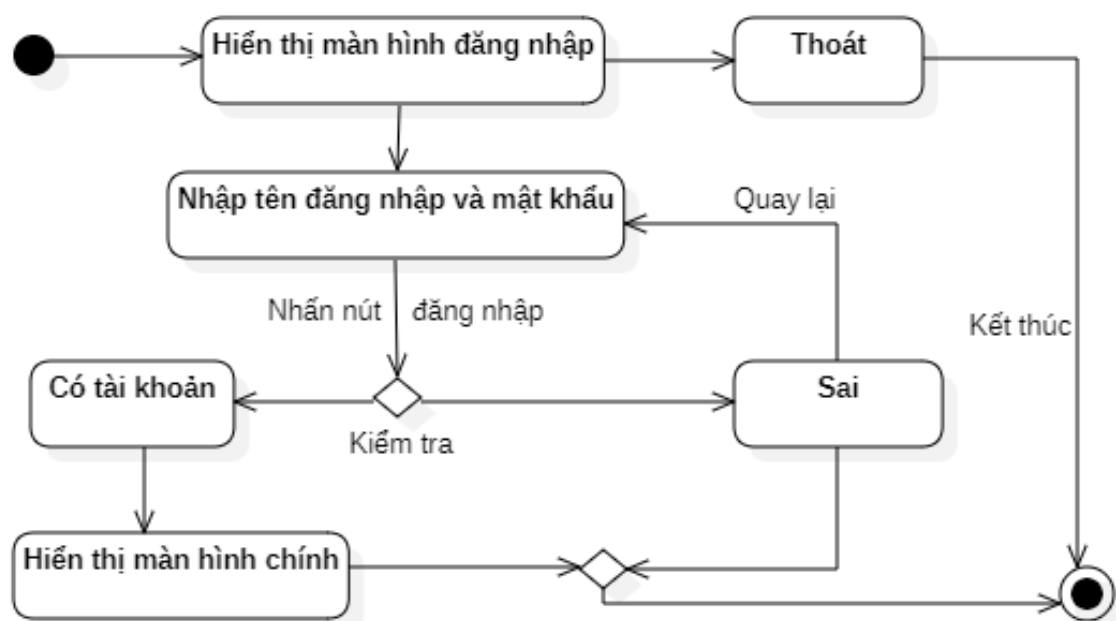 Hiển thị màn hình đăng nhập
Thoát
Nhập tên đăng nhập và mật khẩu
Quay lại
Nhấn nút đăng nhập
Kết thúc
Có tài khoản
Sai
Kiểm tra
Hiển thị màn hình chính